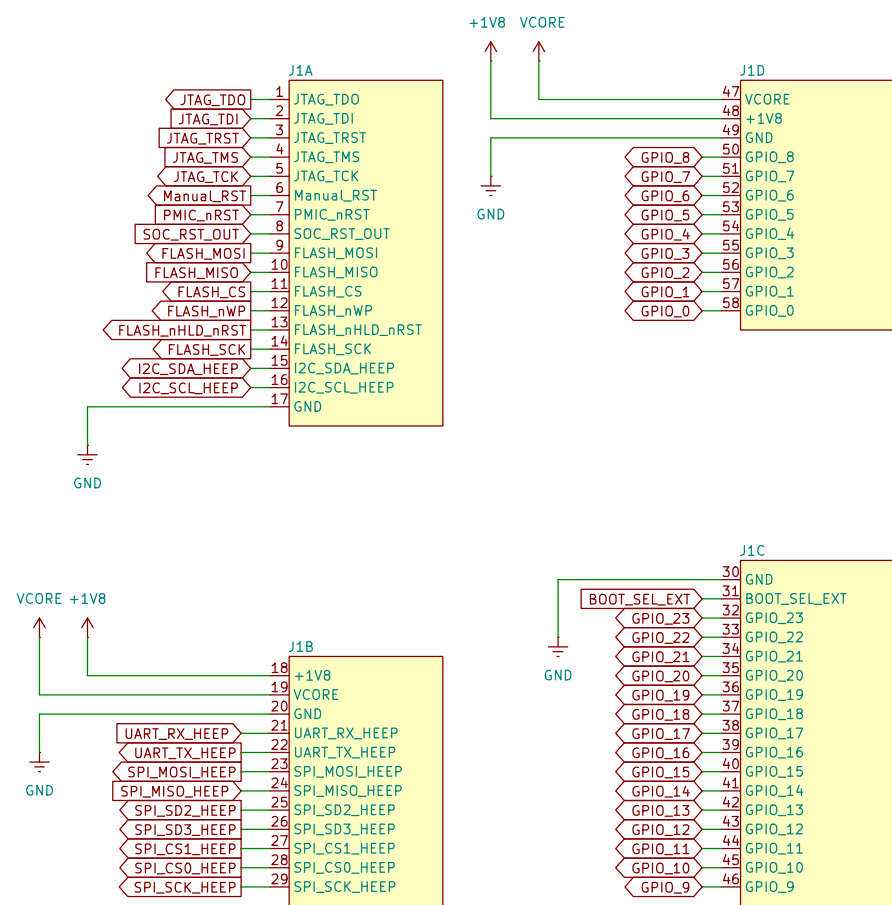 +1V8 VCORE
J1A
JTAG_TDO 1 JTAG_TDO
JTAG_TDI 2 JTAG_TDI
JTAG_TRST 3 JTAG_TRST
JTAG_TMS 4 JTAG_TMS
JTAG_TCK 5 JTAG_TCK
Manual_RST 6 Manual_RST
PMIC_nRST 7 PMIC_nRST
SOC_RST_OUT 8 SOC_RST_OUT
FLASH_MOSI 9 FLASH_MOSI
FLASH_MISO 10 FLASH_MISO
FLASH_CS 11 FLASH_CS
FLASH_nWP 12 FLASH_nWP
FLASH_nHLD_nRST 13 FLASH_nHLD_nRST
FLASH_SCK 14 FLASH_SCK
I2C_SDA_HEEP 15 I2C_SDA_HEEP
I2C_SCL_HEEP 16 I2C_SCL_HEEP
17 GND
GND
J1D
47 VCORE
48 +1V8
49 GND
GPIO_8 50 GPIO_8
GPIO_7 51 GPIO_7
GPIO_6 52 GPIO_6
GPIO_5 53 GPIO_5
GPIO_4 54 GPIO_4
GPIO_3 55 GPIO_3
GPIO_2 56 GPIO_2
GPIO_1 57 GPIO_1
GPIO_0 58 GPIO_0
GND
VCORE +1V8
J1B
18 +1V8
19 VCORE
20 GND
UART_RX_HEEP 21 UART_RX_HEEP
UART_TX_HEEP 22 UART_TX_HEEP
SPI_MOSI_HEEP 23 SPI_MOSI_HEEP
SPI_MISO_HEEP 24 SPI_MISO_HEEP
SPI_SD2_HEEP 25 SPI_SD2_HEEP
SPI_SD3_HEEP 26 SPI_SD3_HEEP
SPI_CS1_HEEP 27 SPI_CS1_HEEP
SPI_CS0_HEEP 28 SPI_CS0_HEEP
SPI_SCK_HEEP 29 SPI_SCK_HEEP
GND
J1C
30 GND
BOOT_SEL_EXT 31 BOOT_SEL_EXT
GPIO_23 32 GPIO_23
GPIO_22 33 GPIO_22
GPIO_21 34 GPIO_21
GPIO_20 35 GPIO_20
GPIO_19 36 GPIO_19
GPIO_18 37 GPIO_18
GPIO_17 38 GPIO_17
GPIO_16 39 GPIO_16
GPIO_15 40 GPIO_15
GPIO_14 41 GPIO_14
GPIO_13 42 GPIO_13
GPIO_12 43 GPIO_12
GPIO_11 44 GPIO_11
GPIO_10 45 GPIO_10
GPIO_9 46 GPIO_9
GND